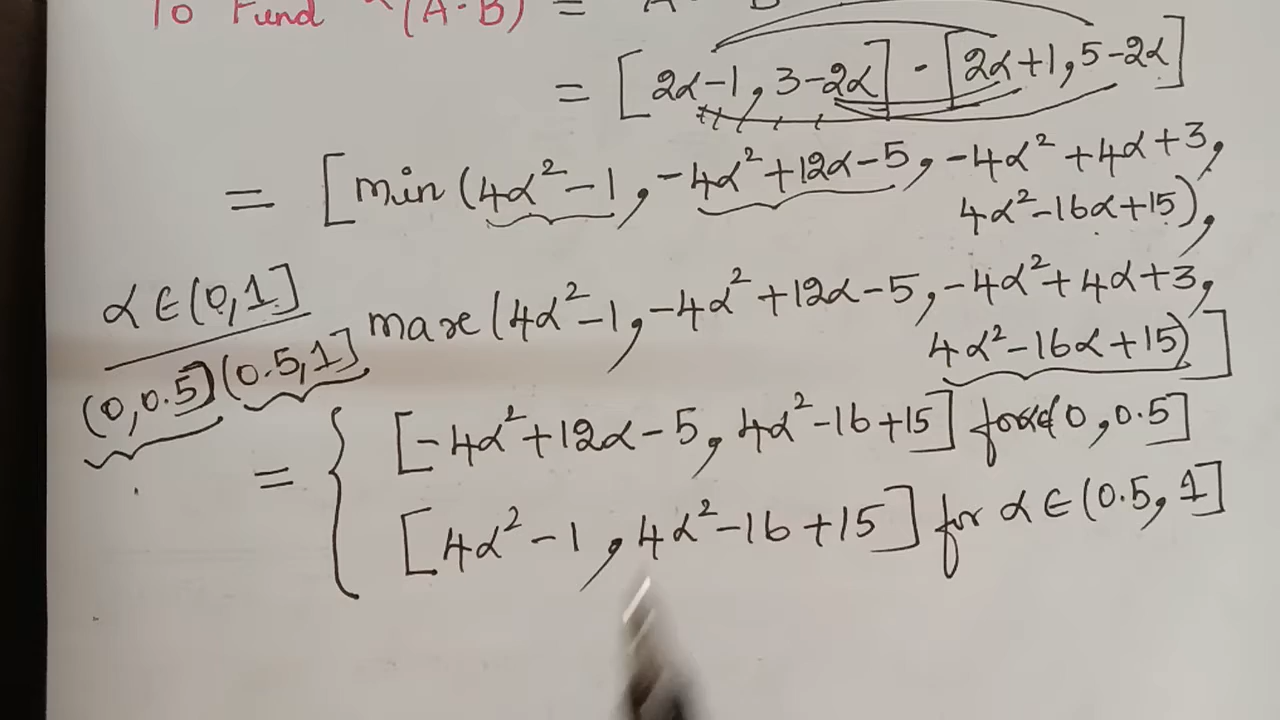 To Find α(A·B) = A · B
= [2α-1, 3-2α] · [2α+1, 5-2α]
= [min (4α²-1, -4α²+12α-5, -4α²+4α+3,
4α²-16α+15),
α ∈ (0,1]
max (4α²-1, -4α²+12α-5, -4α²+4α+3,
4α²-16α+15)]
(0,0.5] (0.5,1]
= { [-4α²+12α-5, 4α²-16+15] for α∈(0,0.5]
[4α²-1, 4α²-16+15] for α ∈ (0.5, 1]